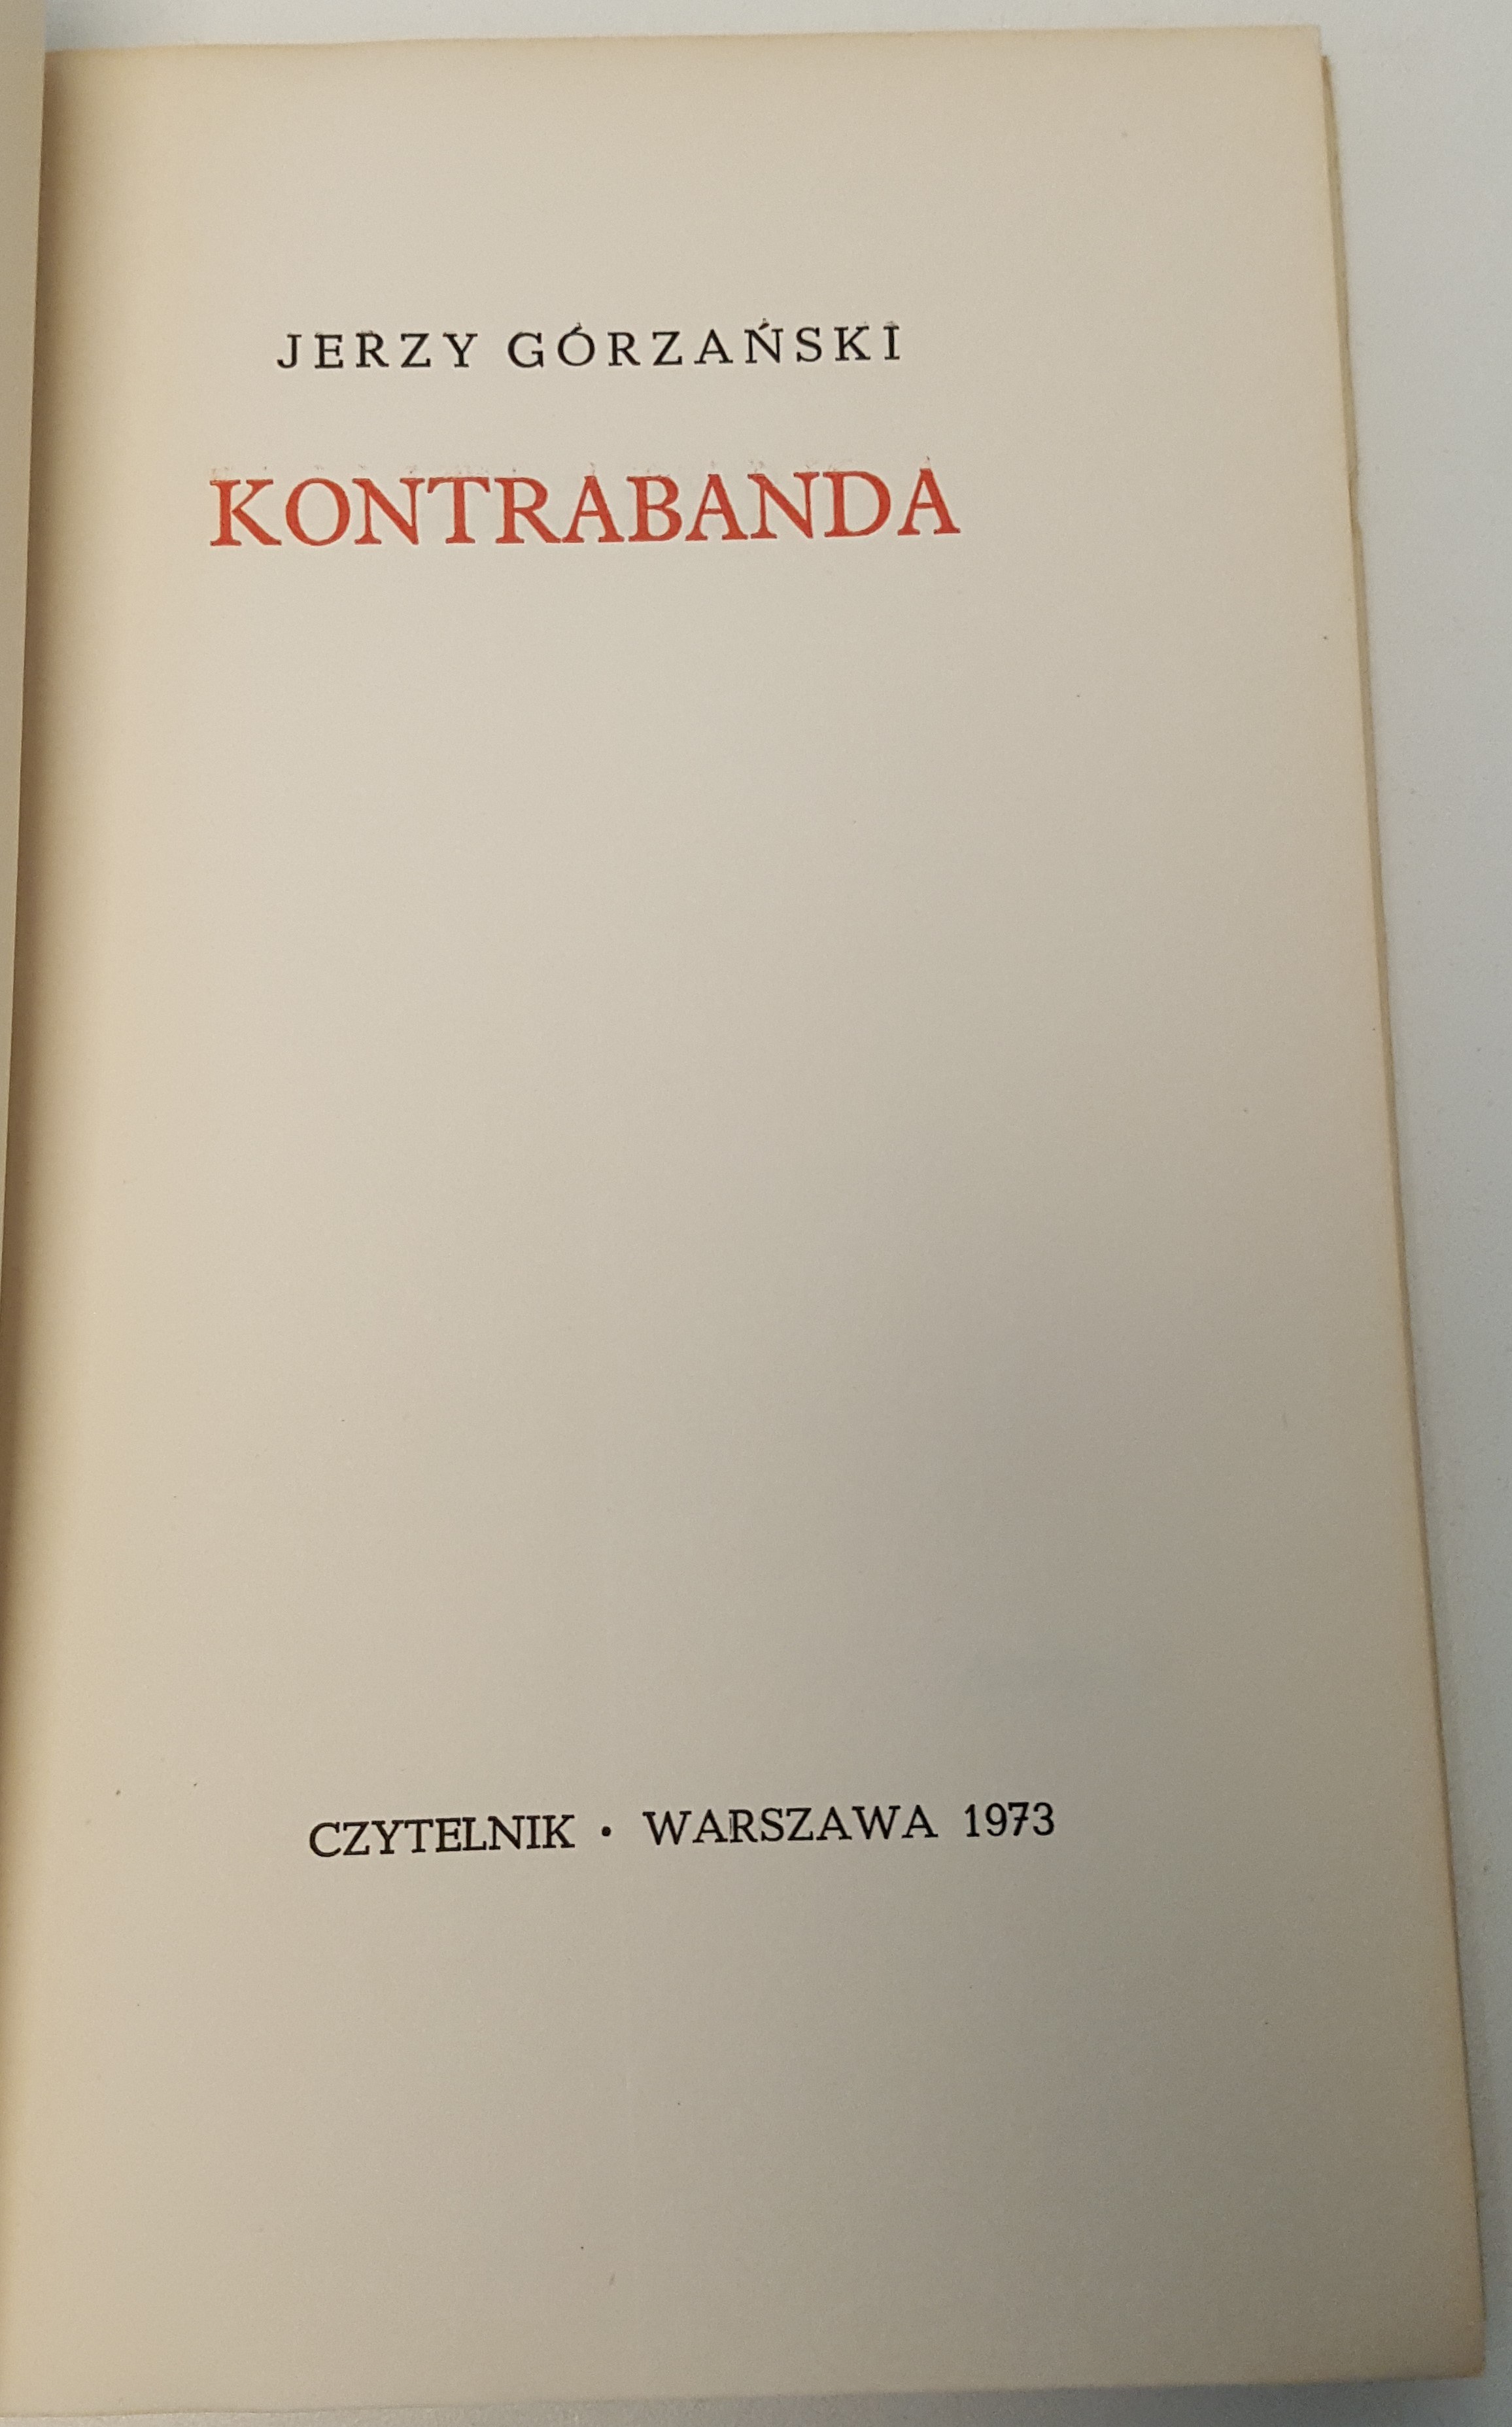 JERZY GÓRZAŃSKI
KONTRABANDA
CZYTELNIK • WARSZAWA 1973